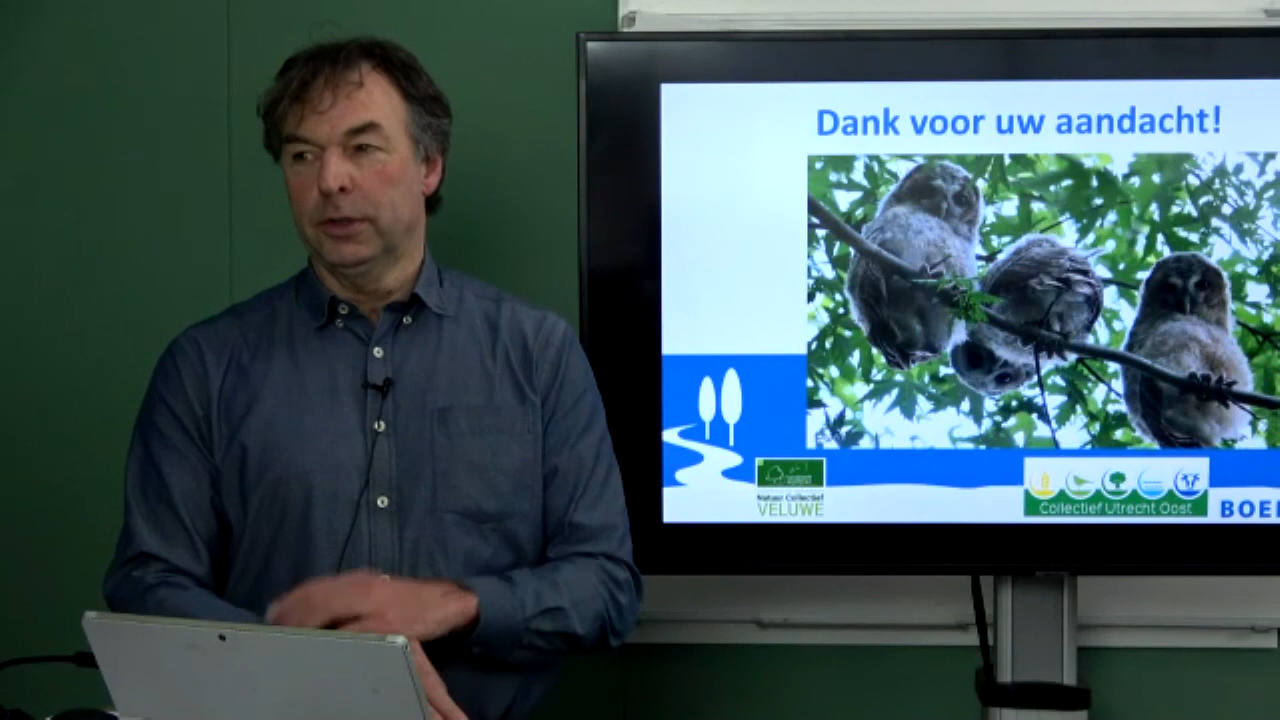 Dank voor uw aandacht!
Natuur Collectief
VELUWE
Collectief Utrecht Oost
BOE